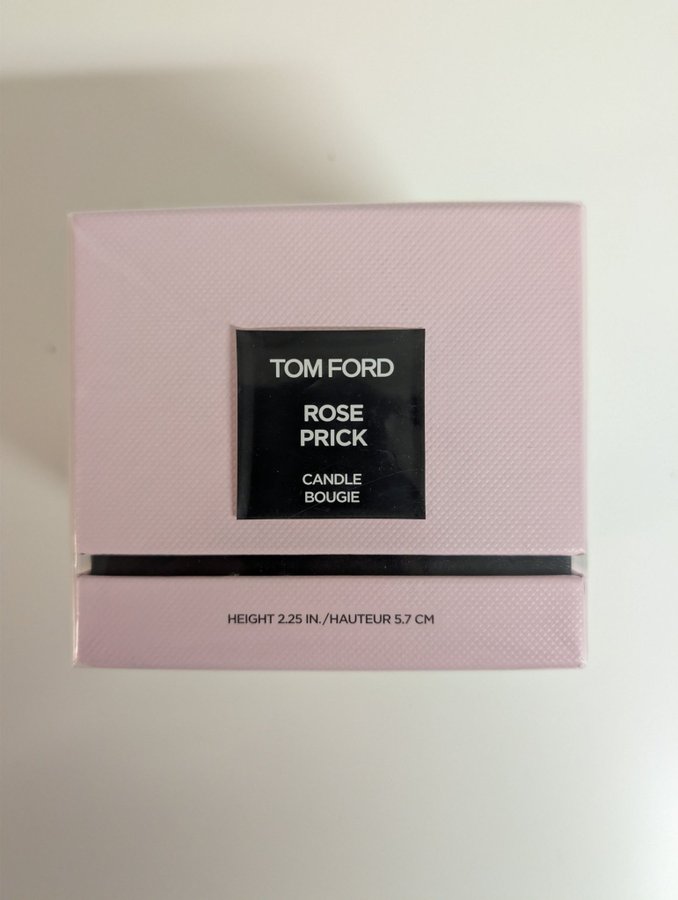 TOM FORD
ROSE
PRICK
CANDLE
BOUGIE
HEIGHT 2.25 IN./HAUTEUR 5.7 CM